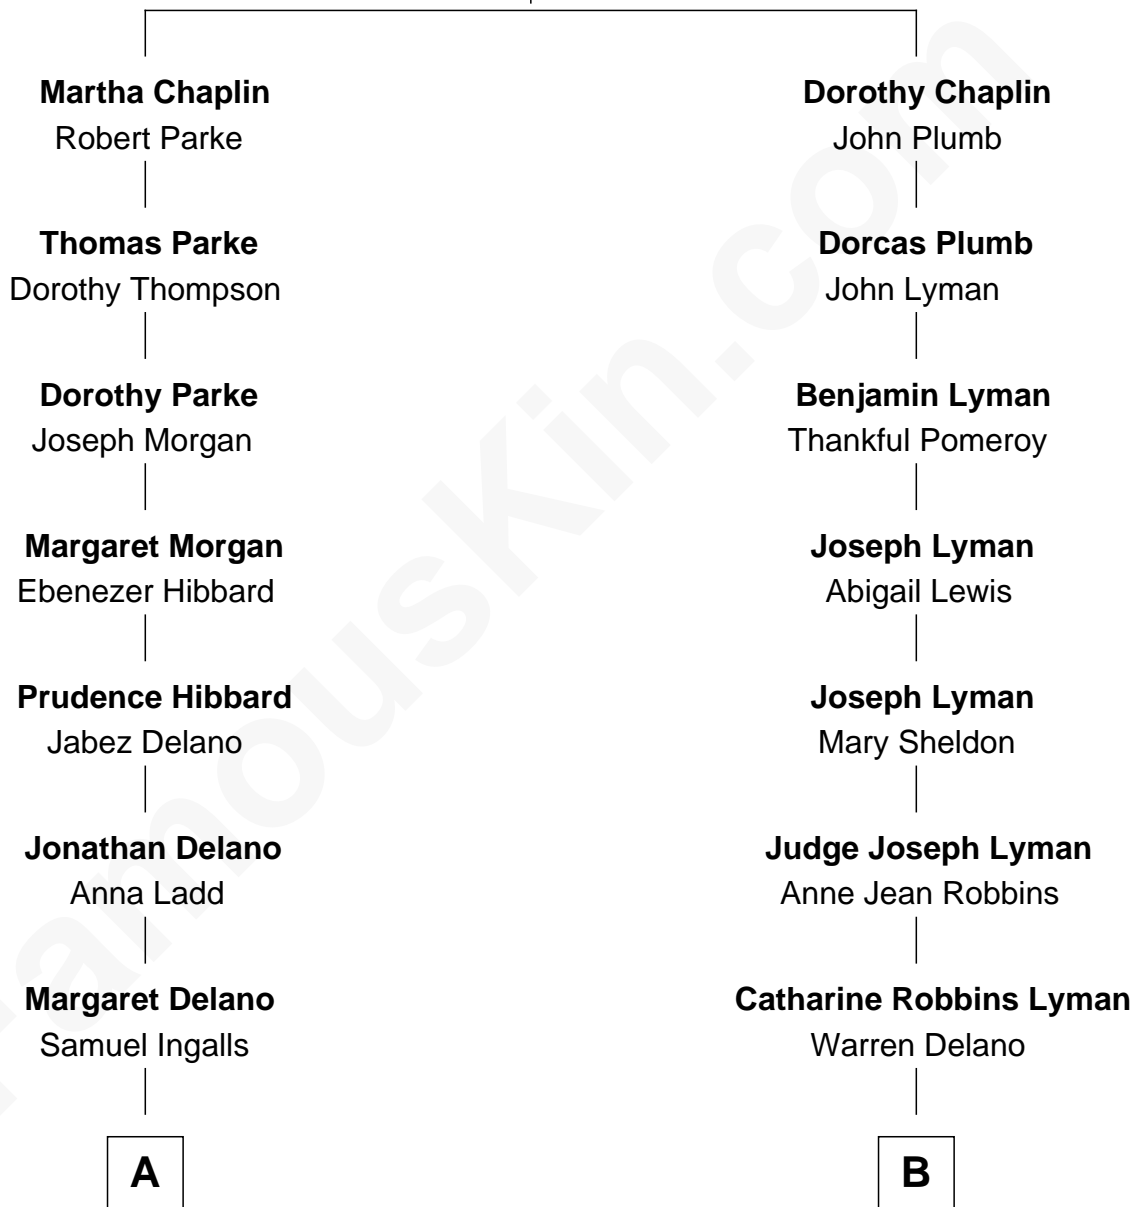 Martha Chaplin
Robert Parke
Thomas Parke
Dorothy Thompson
Dorothy Parke
Joseph Morgan
Margaret Morgan
Ebenezer Hibbard
Prudence Hibbard
Jabez Delano
Jonathan Delano
Anna Ladd
Margaret Delano
Samuel Ingalls
A
Dorothy Chaplin
John Plumb
Dorcas Plumb
John Lyman
Benjamin Lyman
Thankful Pomeroy
Joseph Lyman
Abigail Lewis
Joseph Lyman
Mary Sheldon
Judge Joseph Lyman
Anne Jean Robbins
Catharine Robbins Lyman
Warren Delano
B
FamousKin.com